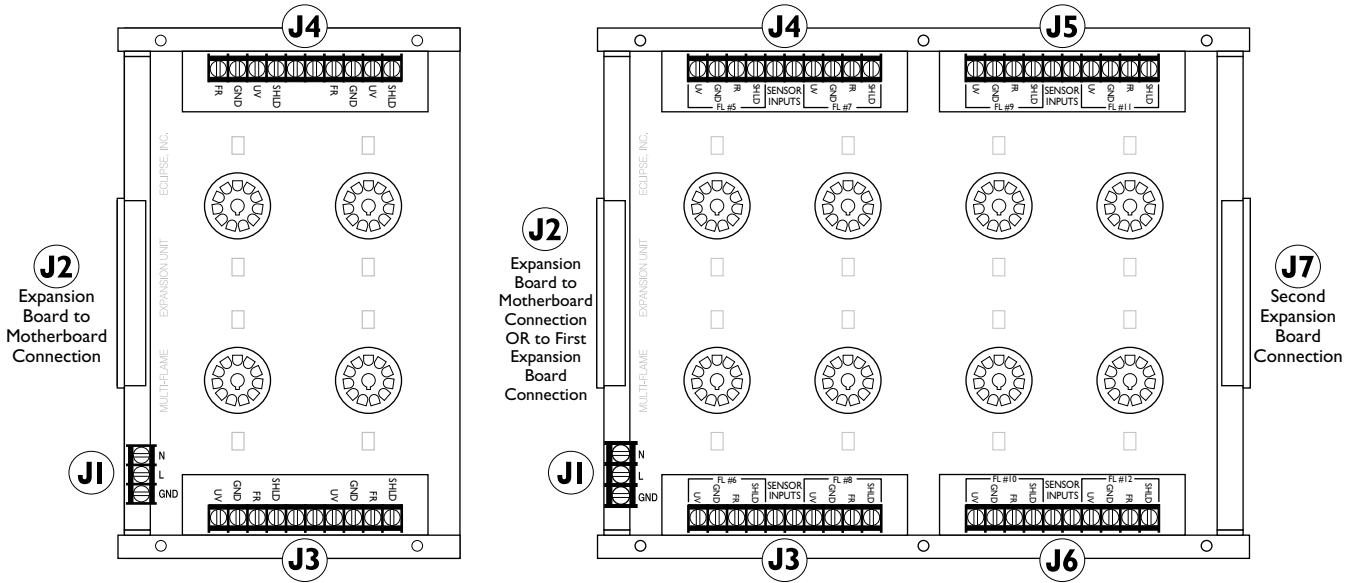 J4
FR GND UV SHLD FR GND UV SHLD
ECLIPSE, INC.
EXPANSION UNIT
MULTI-FLAME
J2
Expansion
Board to
Motherboard
Connection
J1
N
L
GND
UV GND FR SHLD UV GND FR SHLD
J3
J4
J5
UV GND FR SHLD SENSOR UV GND FR SHLD
INPUTS
FL #5 FL #7
UV GND FR SHLD SENSOR UV GND FR SHLD
INPUTS
FL #9 FL #11
ECLIPSE, INC.
EXPANSION UNIT
MULTI-FLAME
J2
Expansion
Board to
Motherboard
Connection
OR to First
Expansion
Board
Connection
J7
Second
Expansion
Board
Connection
J1
N
L
GND
FL #6 FL #8
UV GND FR SHLD SENSOR UV GND FR SHLD
INPUTS
FL #10 FL #12
UV GND FR SHLD SENSOR UV GND FR SHLD
INPUTS
J3
J6